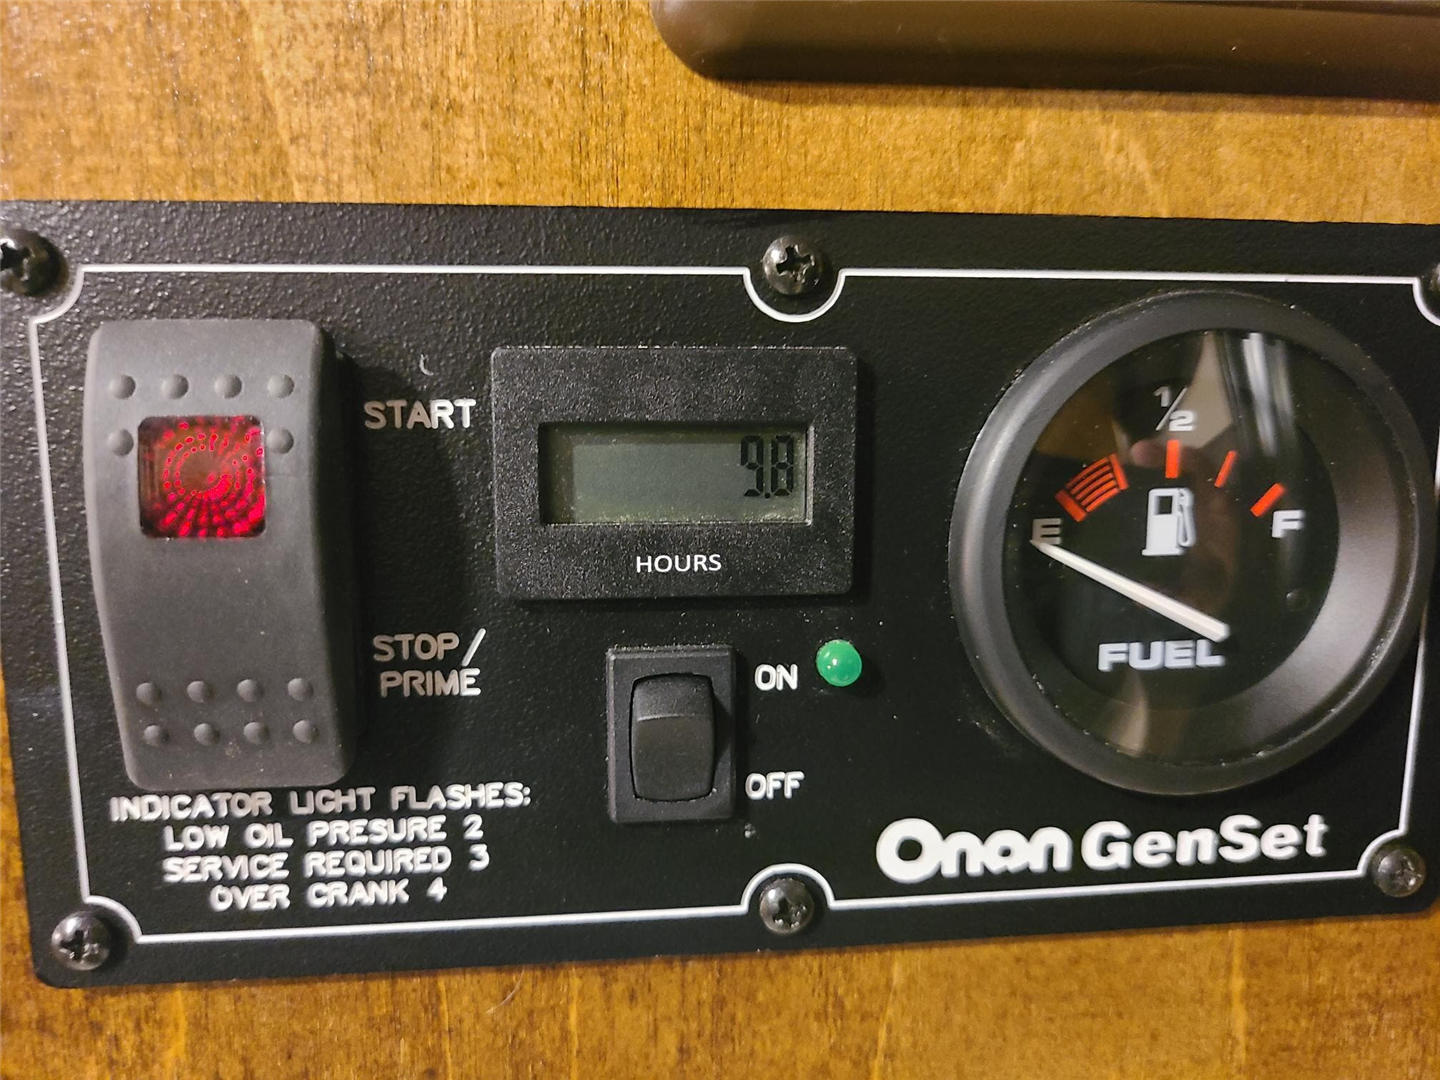 START
STOP/
PRIME
INDICATOR LIGHT FLASHES:
LOW OIL PRESURE 2
SERVICE REQUIRED 3
OVER CRANK 4
9.8
HOURS
ON
OFF
1/2
E
F
FUEL
Onan GenSet